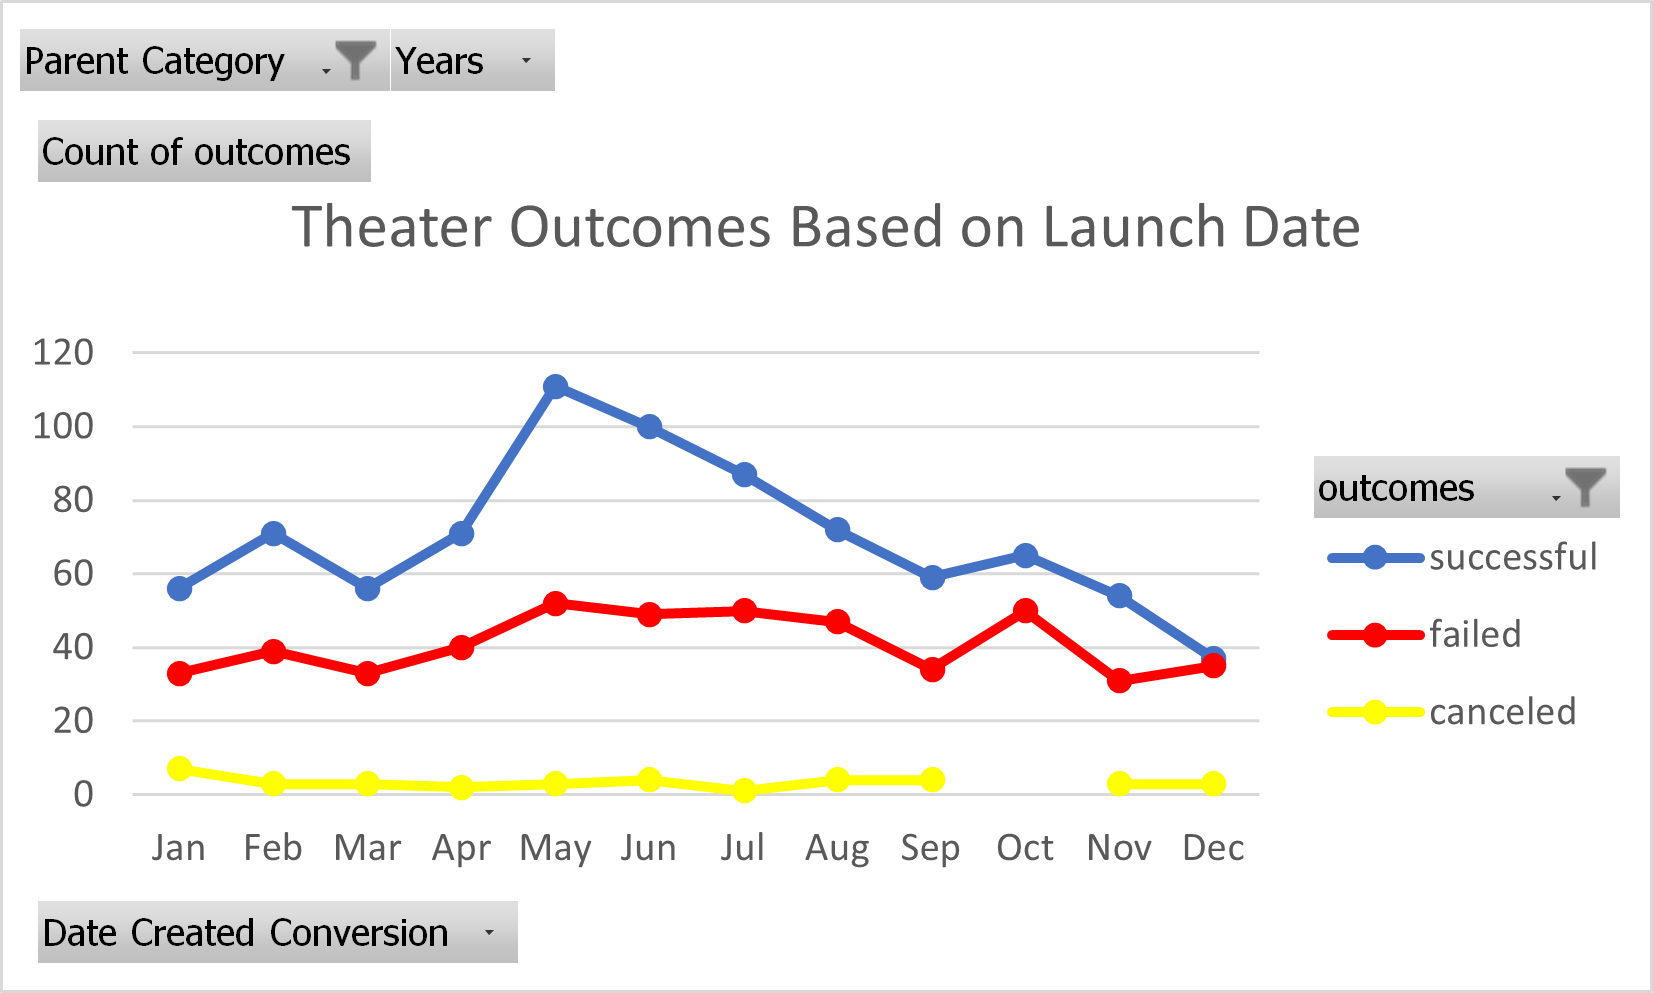 Parent Category Years
Count of outcomes
Theater Outcomes Based on Launch Date
120
100
80
60
40
20
0
Jan Feb Mar Apr May Jun Jul Aug Sep Oct Nov Dec
outcomes
successful
failed
canceled
Date Created Conversion